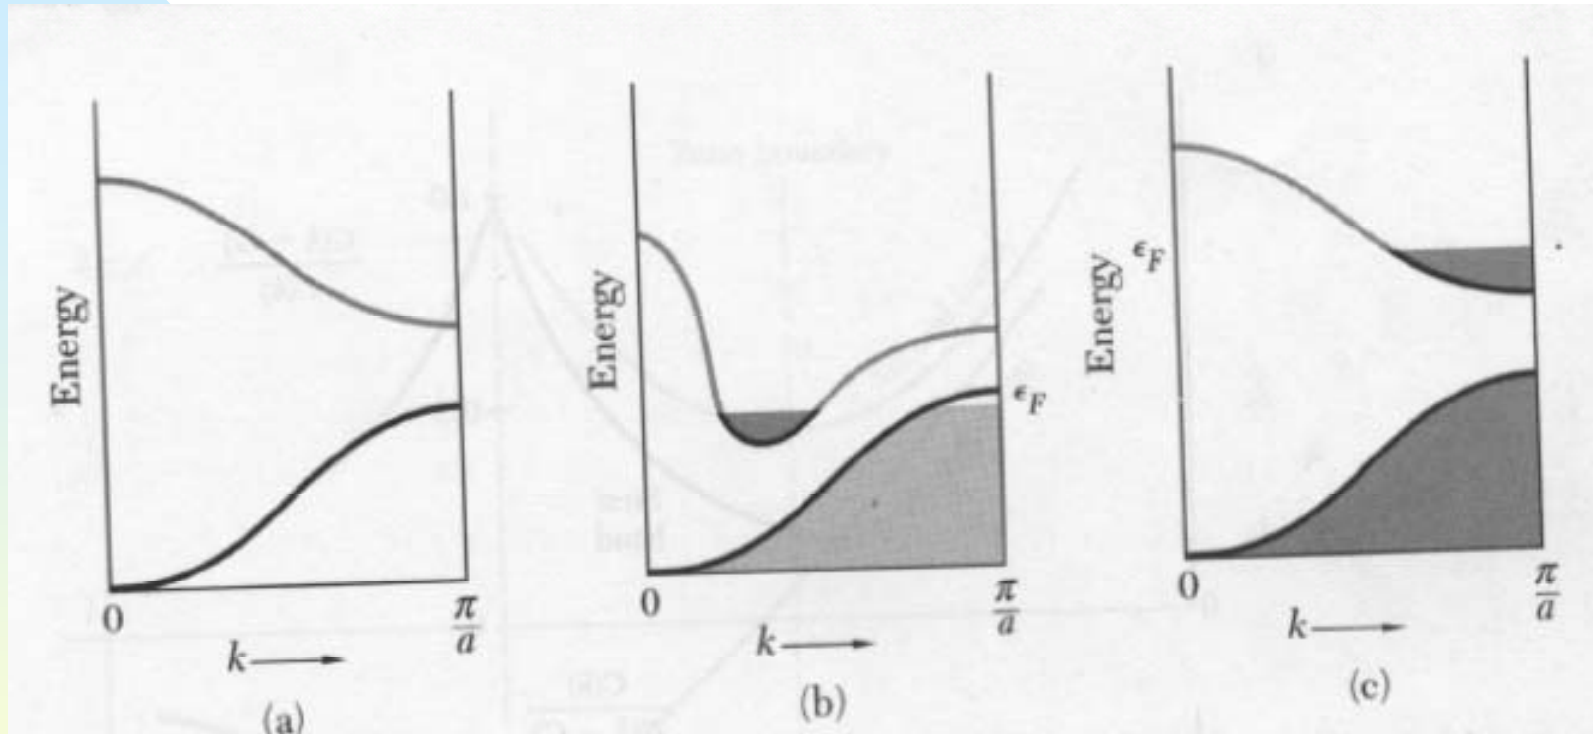 Energy
0
π/a
k
(a)
Energy
ϵF
0
π/a
k
(b)
Energy
ϵF
0
π/a
k
(c)